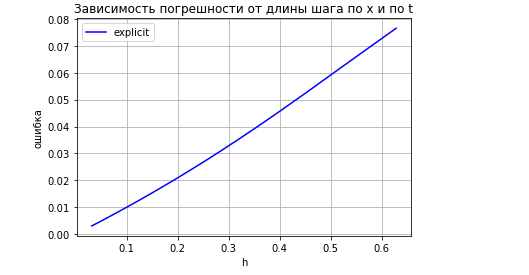 Зависимость погрешности от длины шага по x и по t
explicit
0.08
0.07
0.06
0.05
0.04
0.03
0.02
0.01
0.00
ошибка
0.1 0.2 0.3 0.4 0.5 0.6
h